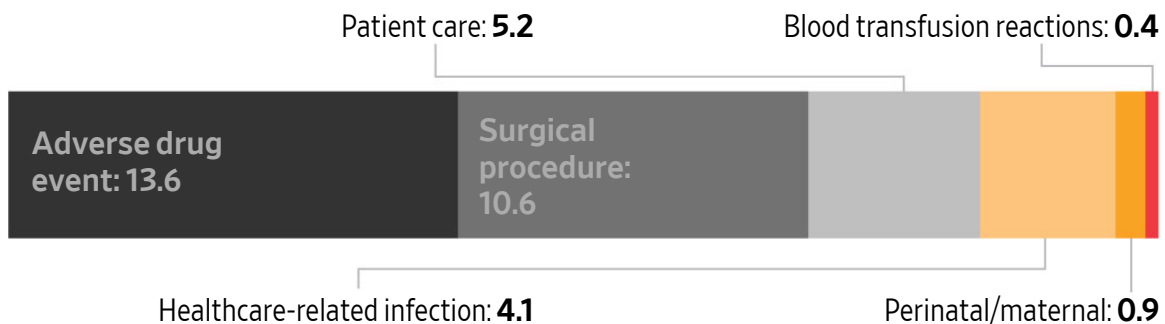 Patient care: 5.2
Blood transfusion reactions: 0.4
Adverse drug
event: 13.6
Surgical
procedure:
10.6
Healthcare-related infection: 4.1
Perinatal/maternal: 0.9